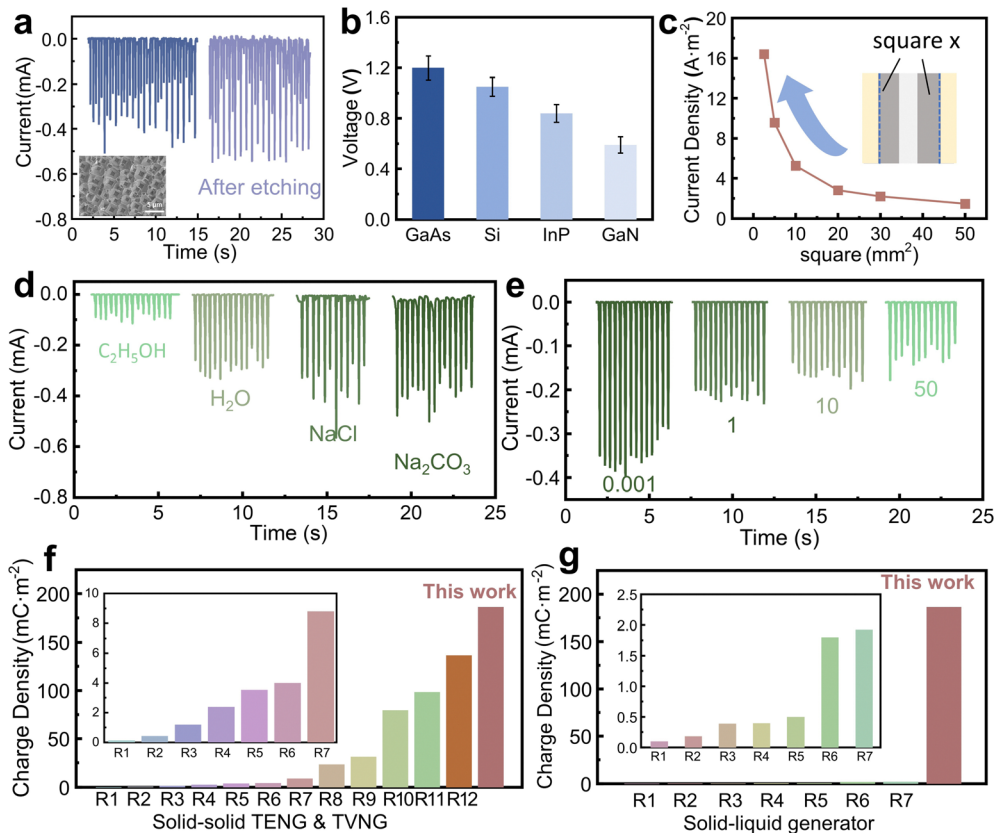 a
0.0
-0.2
-0.4
-0.6
-0.8
Current(mA)
After etching
5 μm
0 5 10 15 20 25 30
Time (s)
b
1.6
1.2
0.8
0.4
0.0
Voltage (V)
GaAs Si InP GaN
c
20
16
12
8
4
0
Current Density (A·m⁻²)
square x
0 10 20 30 40 50
square (mm²)
d
0.0
-0.2
-0.4
-0.6
-0.8
Current (mA)
C₂H₅OH
H₂O
NaCl
Na₂CO₃
0 5 10 15 20 25
Time (s)
e
0.0
-0.1
-0.2
-0.3
-0.4
Current (mA)
0.001
1
10
50
0 5 10 15 20 25
Time (s)
f
200
150
100
50
0
Charge Density (mC·m⁻²)
This work
10
8
6
4
2
0
R1 R2 R3 R4 R5 R6 R7
R1 R2 R3 R4 R5 R6 R7 R8 R9 R10 R11 R12
Solid-solid TENG & TVNG
g
200
150
100
50
0
Charge Density (mC·m⁻²)
This work
2.5
2.0
1.5
1.0
0.5
0.0
R1 R2 R3 R4 R5 R6 R7
R1 R2 R3 R4 R5 R6 R7
Solid-liquid generator